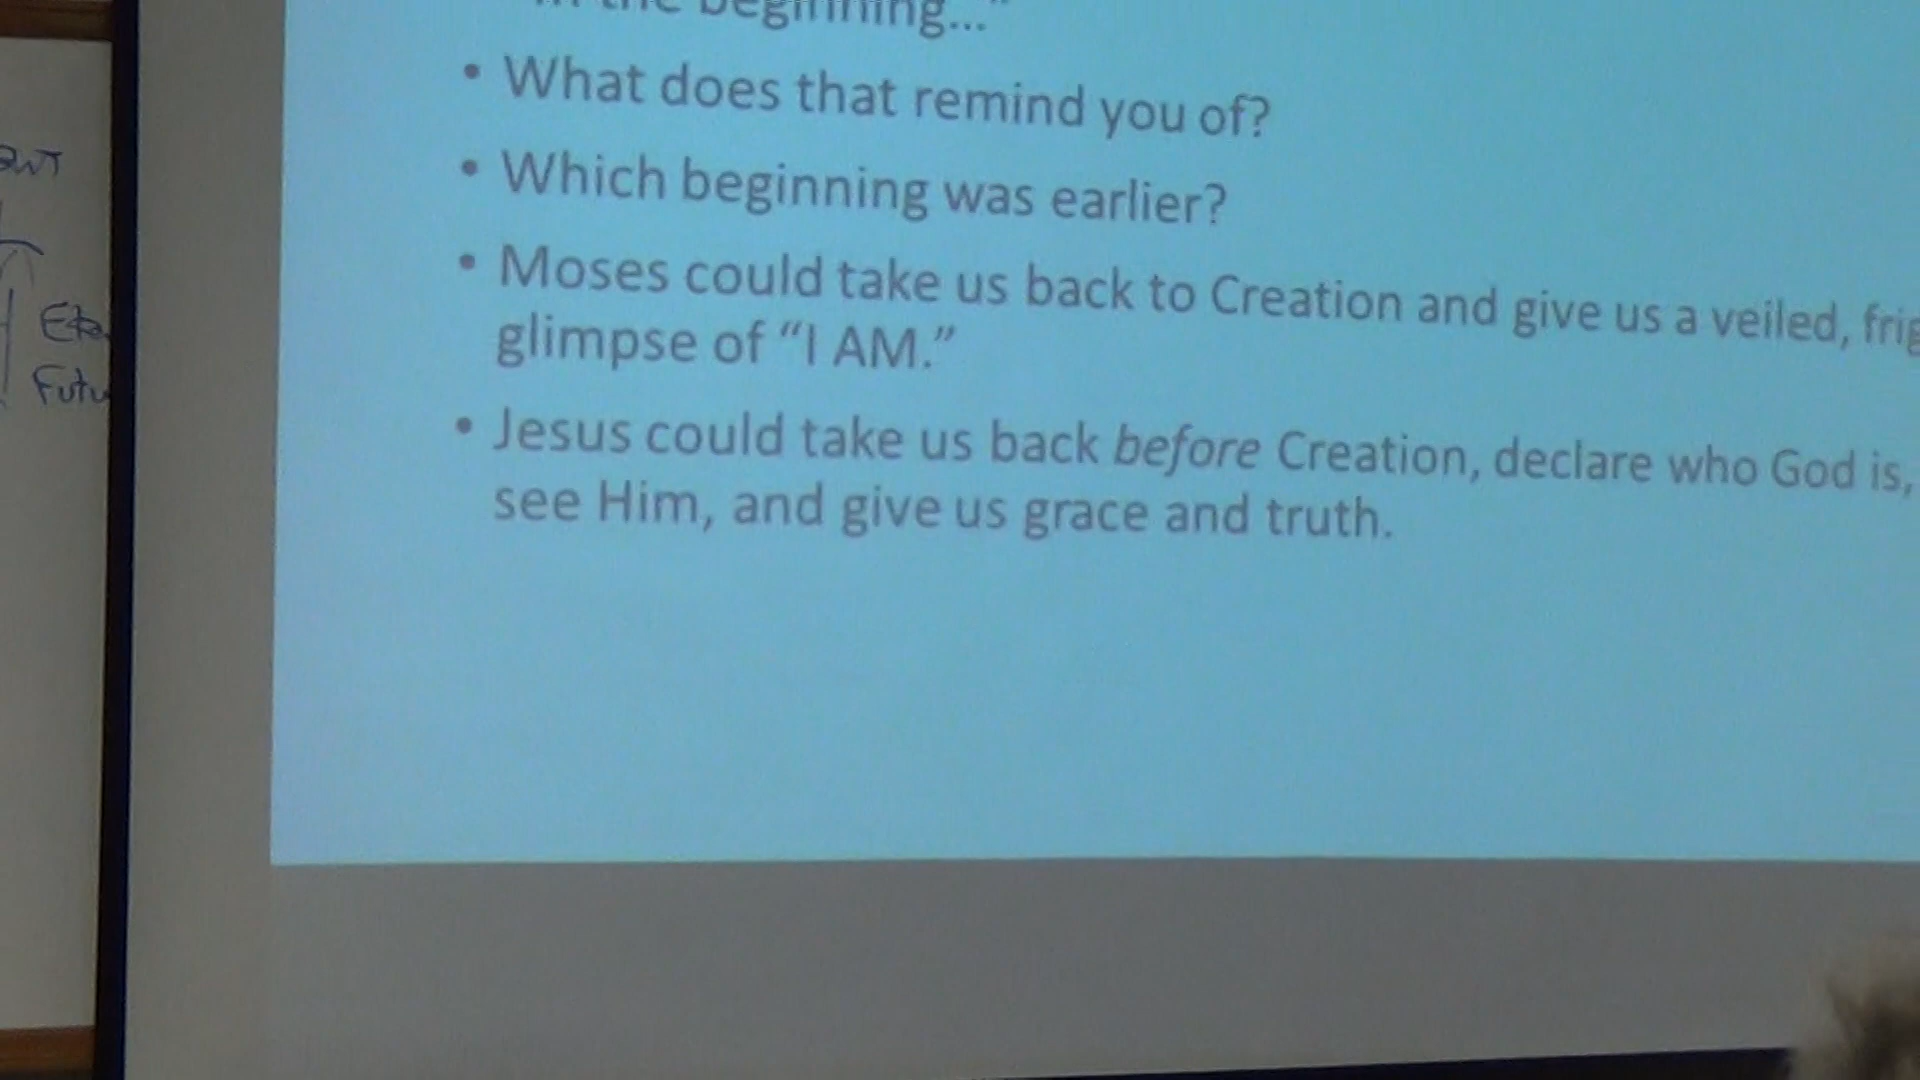 the beginning..."
• What does that remind you of?
• Which beginning was earlier?
• Moses could take us back to Creation and give us a veiled,
glimpse of “I AM.”
• Jesus could take us back before Creation, declare who God is,
see Him, and give us grace and truth.